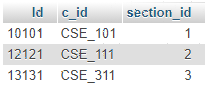 Id c_id section_id
10101 CSE_101 1
12121 CSE_111 2
13131 CSE_311 3